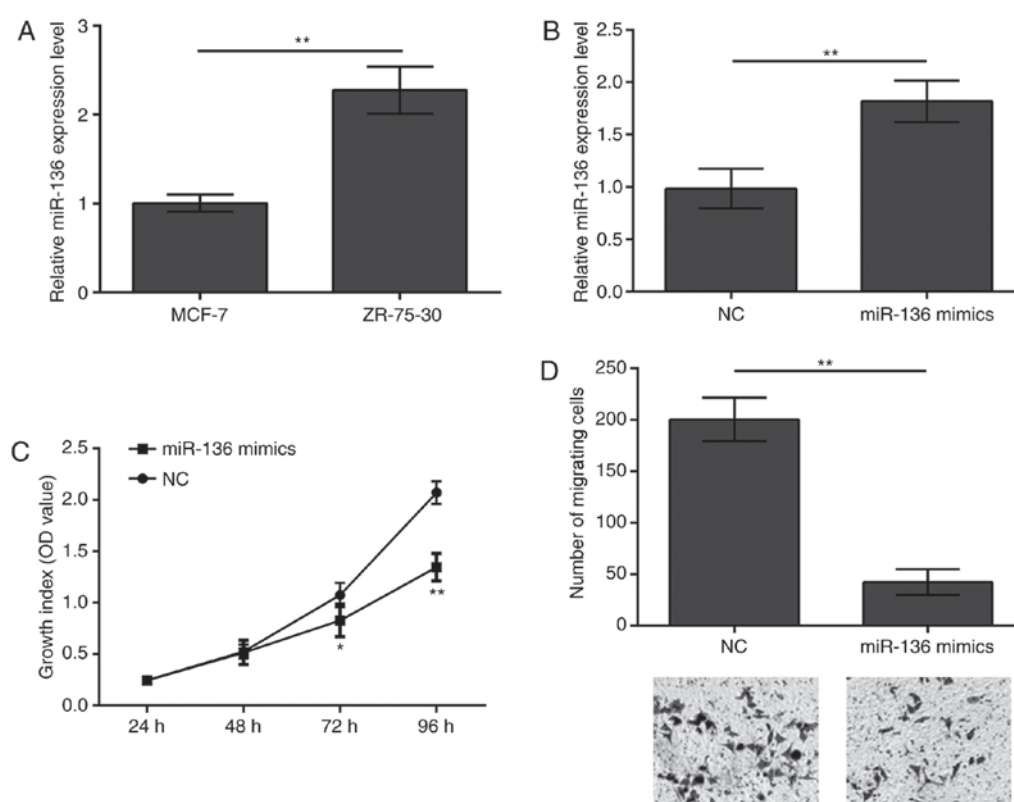 A
**
Relative miR-136 expression level
3
2
1
0
MCF-7
ZR-75-30
B
**
Relative miR-136 expression level
2.5
2.0
1.5
1.0
0.5
0.0
NC
miR-136 mimics
C
miR-136 mimics
NC
Growth index (OD value)
2.5
2.0
1.5
1.0
0.5
0.0
*
**
24 h
48 h
72 h
96 h
D
**
Number of migrating cells
250
200
150
100
50
0
NC
miR-136 mimics